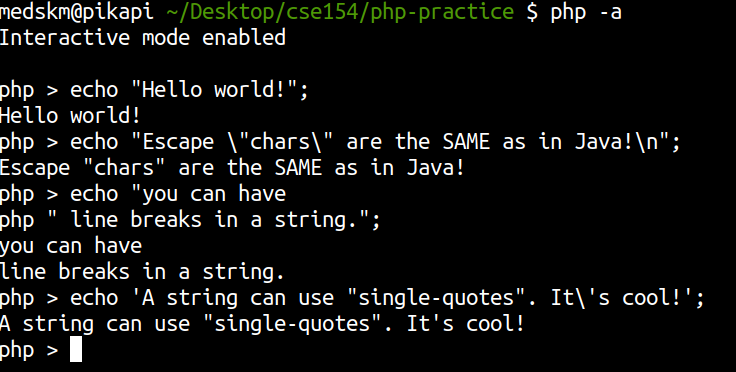 medskm@pikapi ~/Desktop/cse154/php-practice $ php -a
Interactive mode enabled
php > echo "Hello world!";
Hello world!
php > echo "Escape \"chars\" are the SAME as in Java!\n";
Escape "chars" are the SAME as in Java!
php > echo "you can have
php " line breaks in a string.";
you can have
line breaks in a string.
php > echo 'A string can use "single-quotes". It\'s cool!';
A string can use "single-quotes". It's cool!
php >